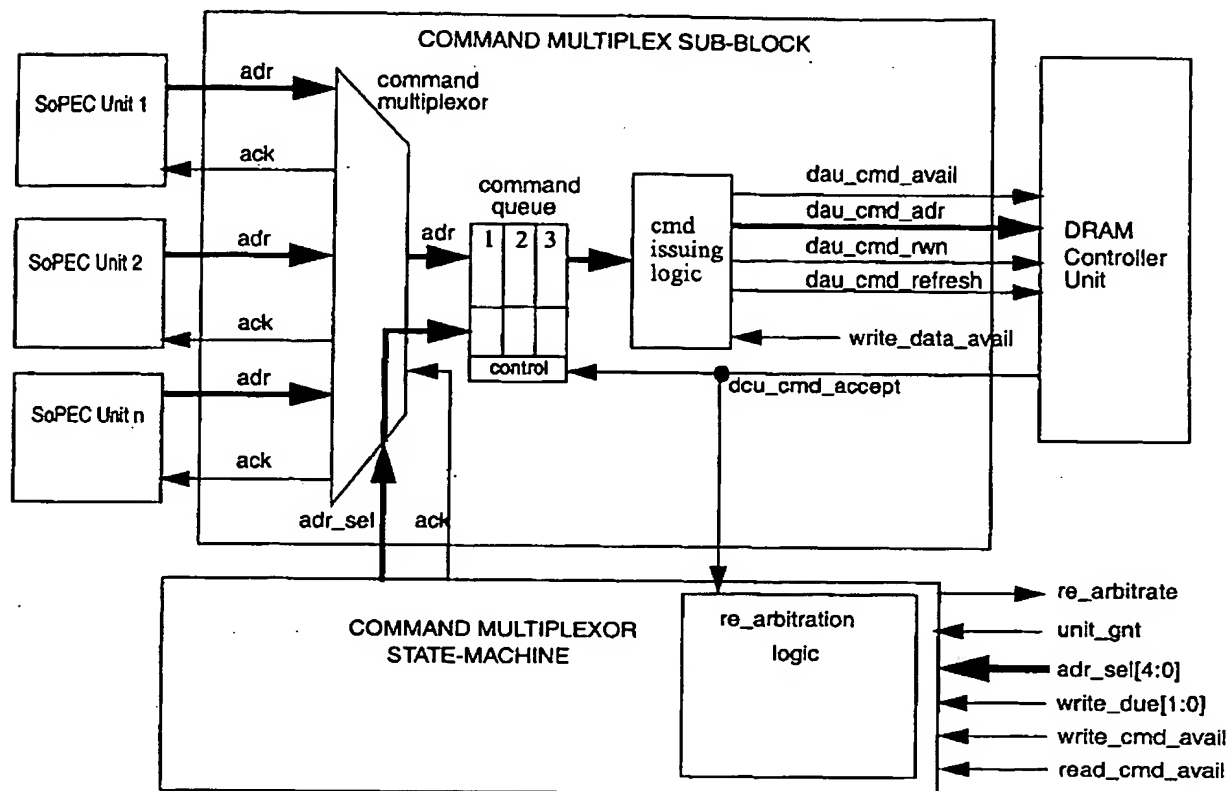 COMMAND MULTIPLEX SUB-BLOCK
SoPEC Unit 1
adr
ack
command
multiplexor
SoPEC Unit 2
adr
ack
SoPEC Unit n
adr
ack
adr
command
queue
1 2 3
control
cmd
issuing
logic
dau_cmd_avail
dau_cmd_adr
dau_cmd_rwn
dau_cmd_refresh
write_data_avail
dcu_cmd_accept
DRAM
Controller
Unit
adr_sel
ack
COMMAND MULTIPLEXOR
STATE-MACHINE
re_arbitration
logic
re_arbitrate
unit_gnt
adr_sel[4:0]
write_due[1:0]
write_cmd_avail
read_cmd_avail